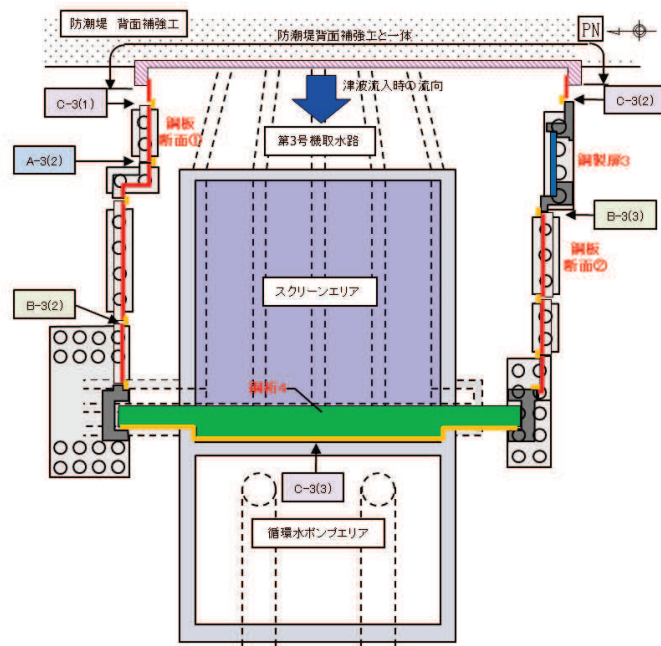 防潮堤 背面補強工
防潮堤背面補強工と一体
PN
C-3(1)
津波流入時の流向
C-3(2)
鋼板
断面①
第3号機取水路
A-3(2)
鋼製扉3
B-3(3)
鋼板
断面②
スクリーンエリア
B-3(2)
鋼桁4
C-3(3)
循環水ポンプエリア